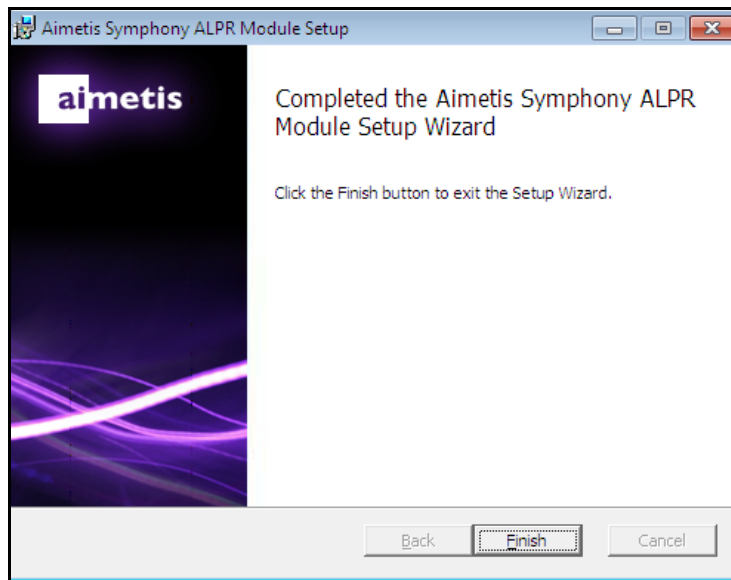 Aimetis Symphony ALPR Module Setup
aimetis
Completed the Aimetis Symphony ALPR
Module Setup Wizard
Click the Finish button to exit the Setup Wizard.
Back
Finish
Cancel